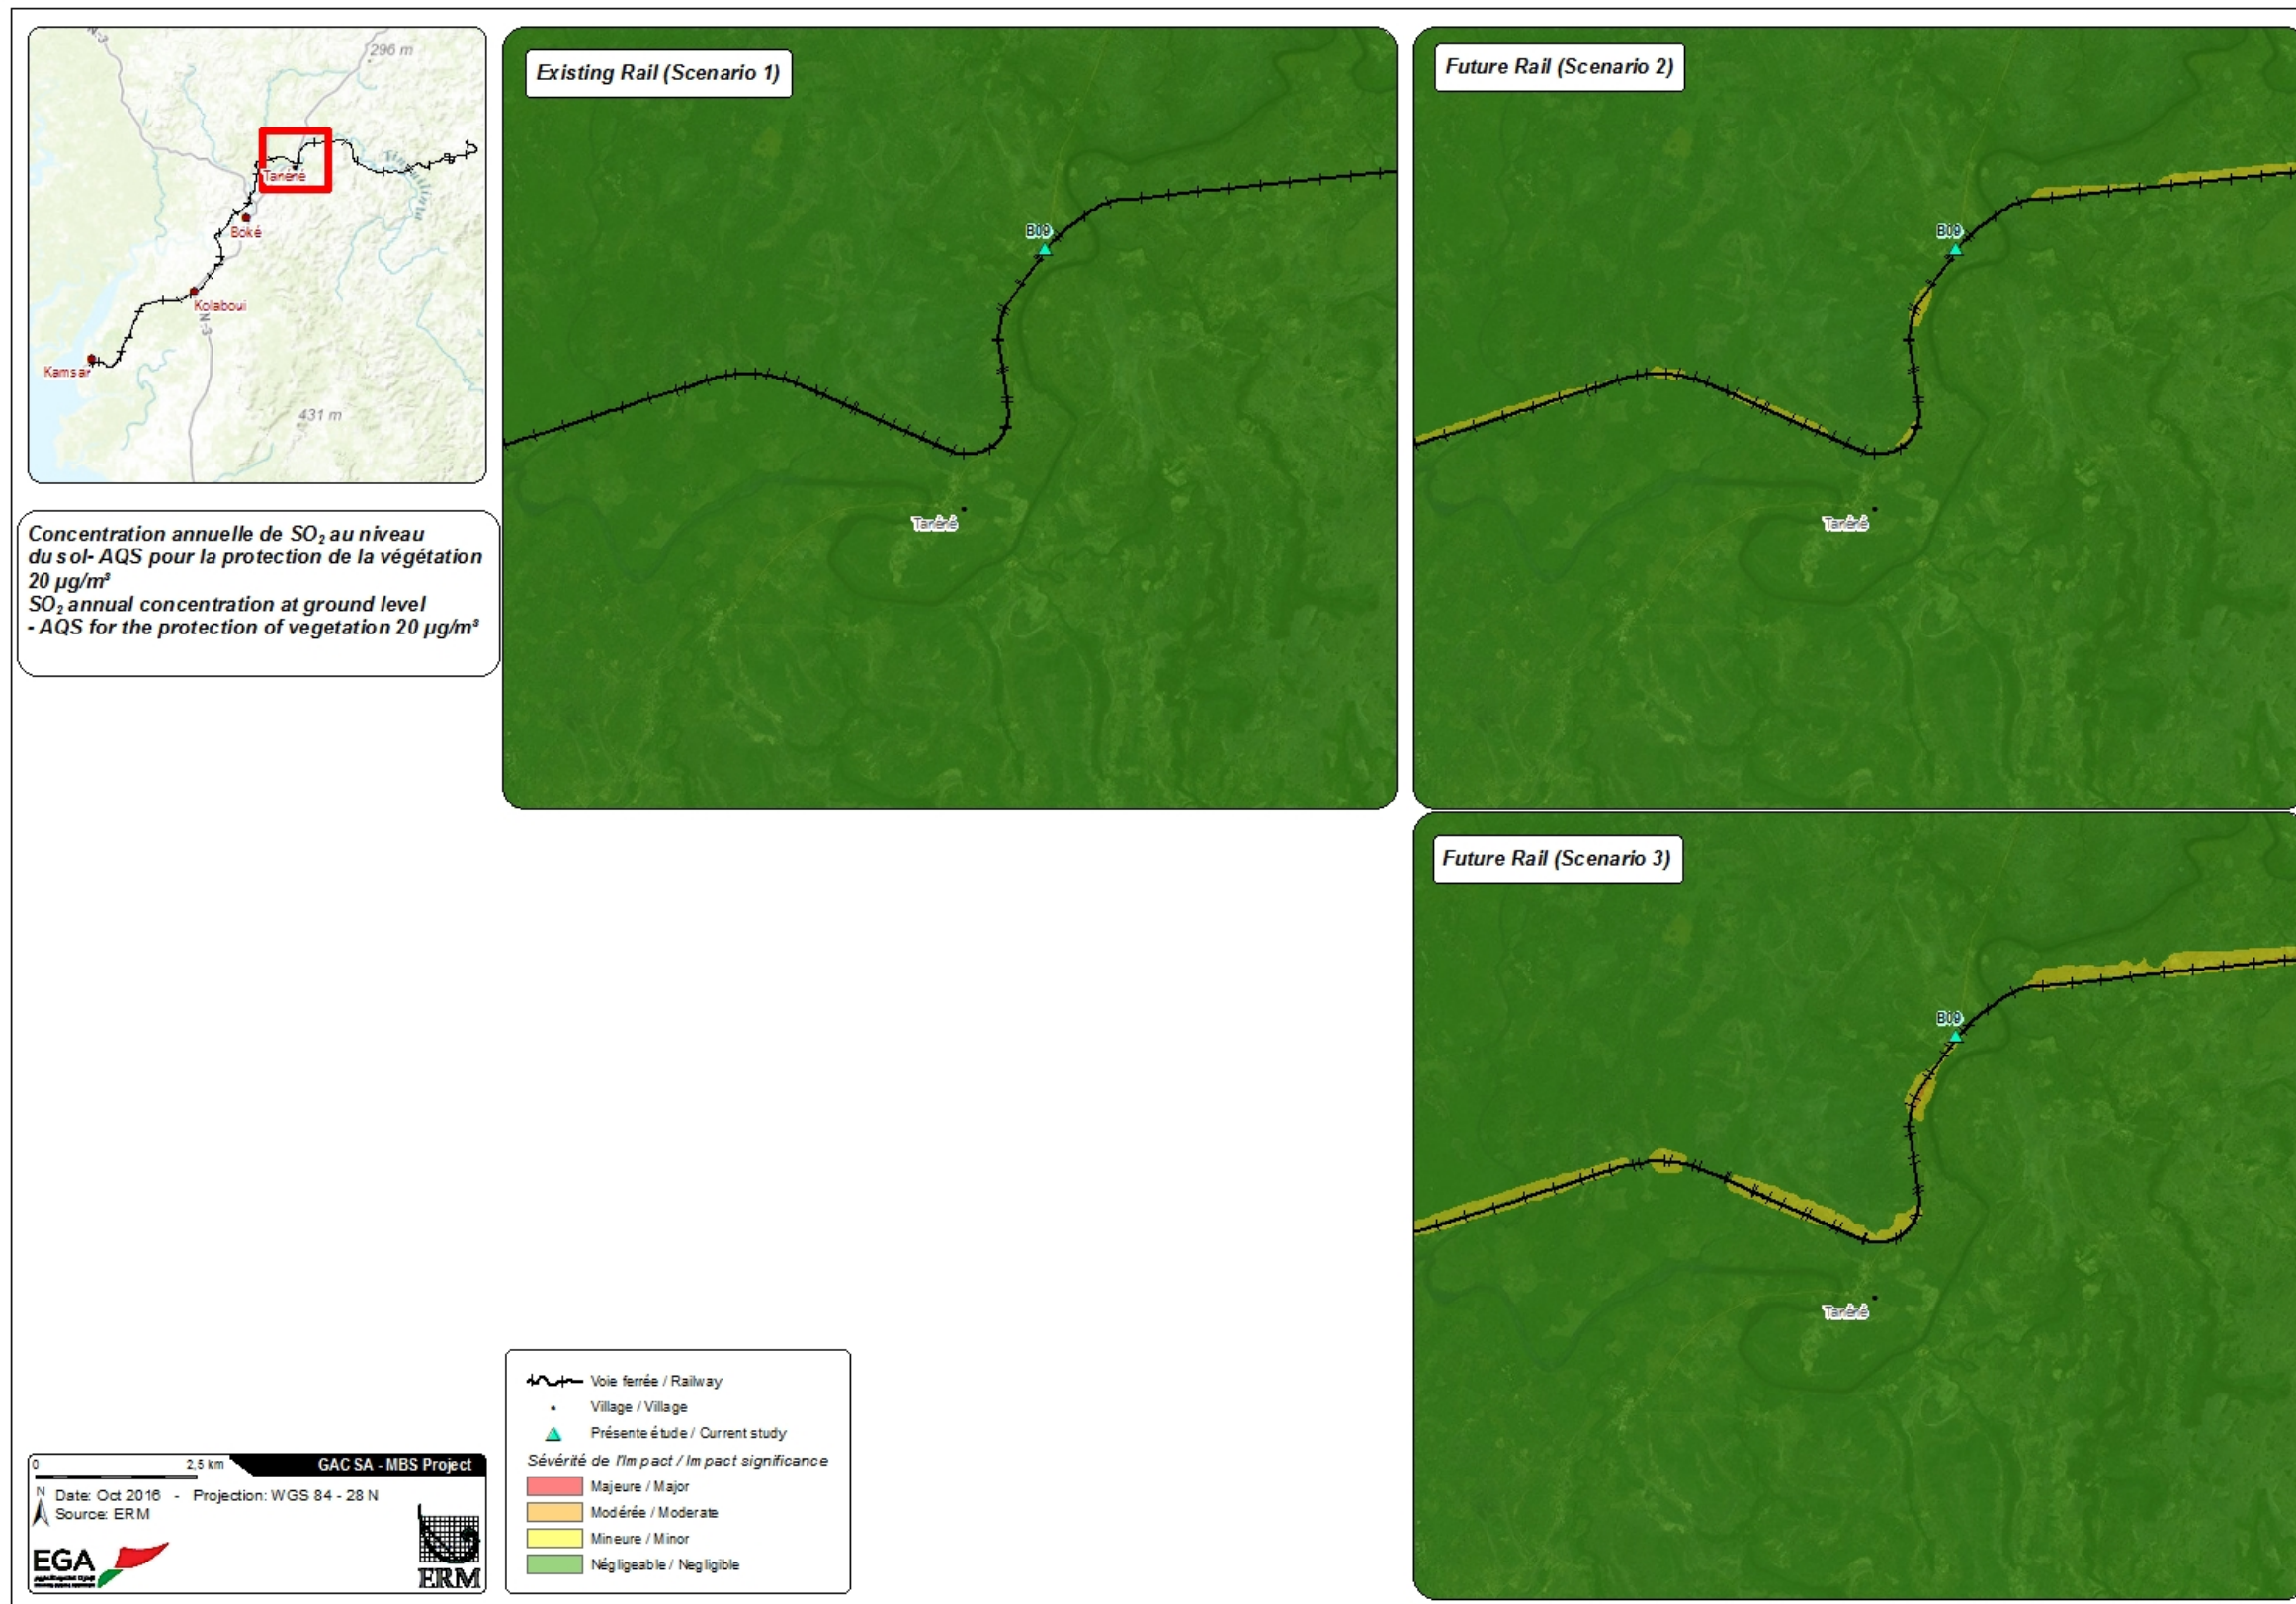 N-3
296 m
Tinguilinta
Tanéné
Boké
Kolaboui
N-3
Kamsar
431 m
Concentration annuelle de SO₂ au niveau
du sol- AQS pour la protection de la végétation
20 µg/m³
SO₂ annual concentration at ground level
- AQS for the protection of vegetation 20 µg/m³
Existing Rail (Scenario 1)
B09
Tanéné
Future Rail (Scenario 2)
B09
Tanéné
Future Rail (Scenario 3)
B09
Tanéné
Voie ferrée / Railway
Village / Village
Présente étude / Current study
Sévérité de l'Impact / Impact significance
Majeure / Major
Modérée / Moderate
Mineure / Minor
Négligeable / Negligible
0 2,5 km
GAC SA - MBS Project
N
Date: Oct 2016 - Projection: WGS 84 - 28 N
Source: ERM
EGA
ERM